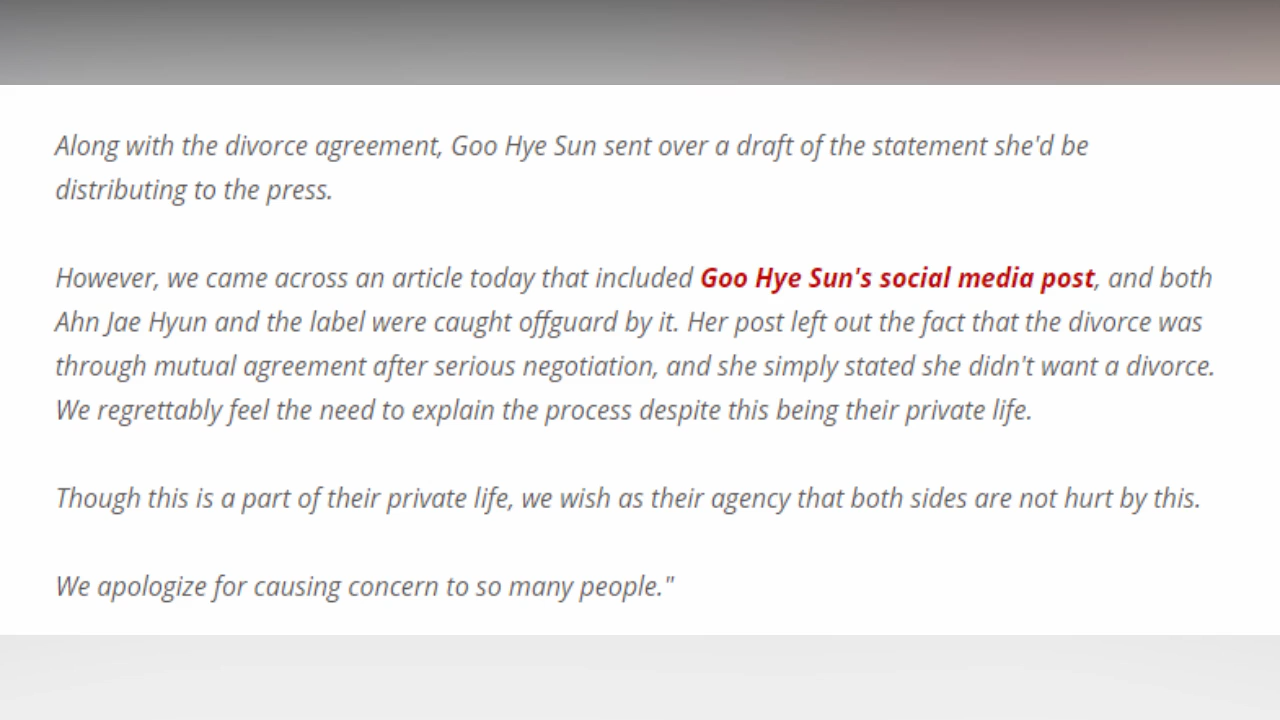 Along with the divorce agreement, Goo Hye Sun sent over a draft of the statement she'd be
distributing to the press.
However, we came across an article today that included Goo Hye Sun's social media post, and both
Ahn Jae Hyun and the label were caught offguard by it. Her post left out the fact that the divorce was
through mutual agreement after serious negotiation, and she simply stated she didn't want a divorce.
We regrettably feel the need to explain the process despite this being their private life.
Though this is a part of their private life, we wish as their agency that both sides are not hurt by this.
We apologize for causing concern to so many people."